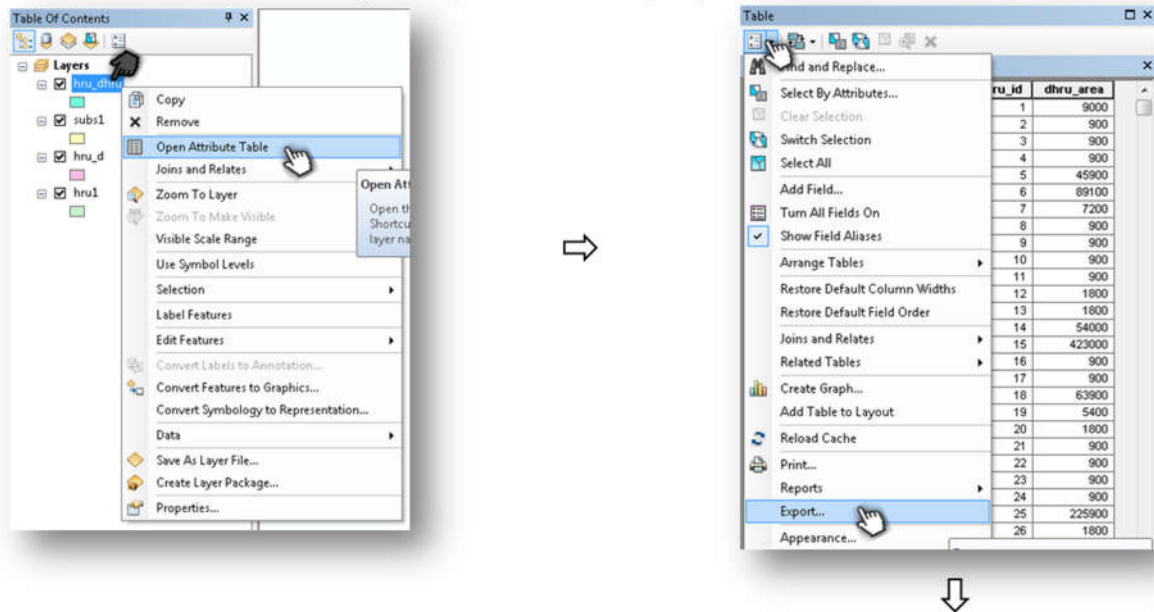 Table Of Contents
Layers
hru_dhru
subs1
hru_d
hru1
Copy
Remove
Open Attribute Table
Joins and Relates
Zoom To Layer
Zoom To Make Visible
Visible Scale Range
Use Symbol Levels
Selection
Label Features
Edit Features
Convert Labels to Annotation...
Convert Features to Graphics...
Convert Symbology to Representation...
Data
Save As Layer File...
Create Layer Package...
Properties...
Open Att
Open th
Shortcu
layer na
Table
Find and Replace...
Select By Attributes...
Clear Selection
Switch Selection
Select All
Add Field...
Turn All Fields On
Show Field Aliases
Arrange Tables
Restore Default Column Widths
Restore Default Field Order
Joins and Relates
Related Tables
Create Graph...
Add Table to Layout
Reload Cache
Print...
Reports
Export...
Appearance...
ru_id dhru_area
1 9000
2 900
3 900
4 900
5 45900
6 89100
7 7200
8 900
9 900
10 900
11 900
12 1800
13 1800
14 54000
15 423000
16 900
17 900
18 63900
19 5400
20 1800
21 900
22 900
23 900
24 900
25 225900
26 1800